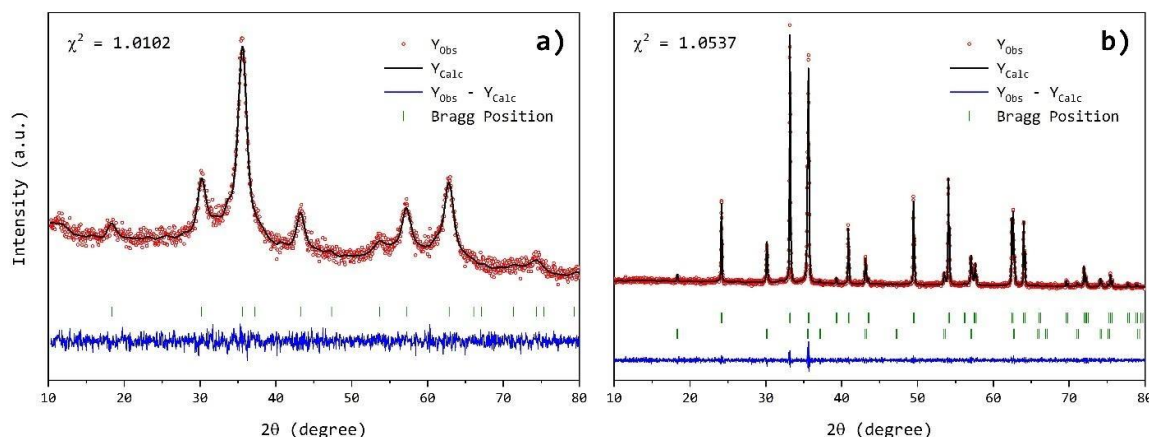 χ² = 1.0102
a)
Y_Obs
Y_Calc
Y_Obs - Y_Calc
Bragg Position
Intensity (a.u.)
10 20 30 40 50 60 70 80
2θ (degree)
χ² = 1.0537
b)
Y_Obs
Y_Calc
Y_Obs - Y_Calc
Bragg Position
10 20 30 40 50 60 70 80
2θ (degree)